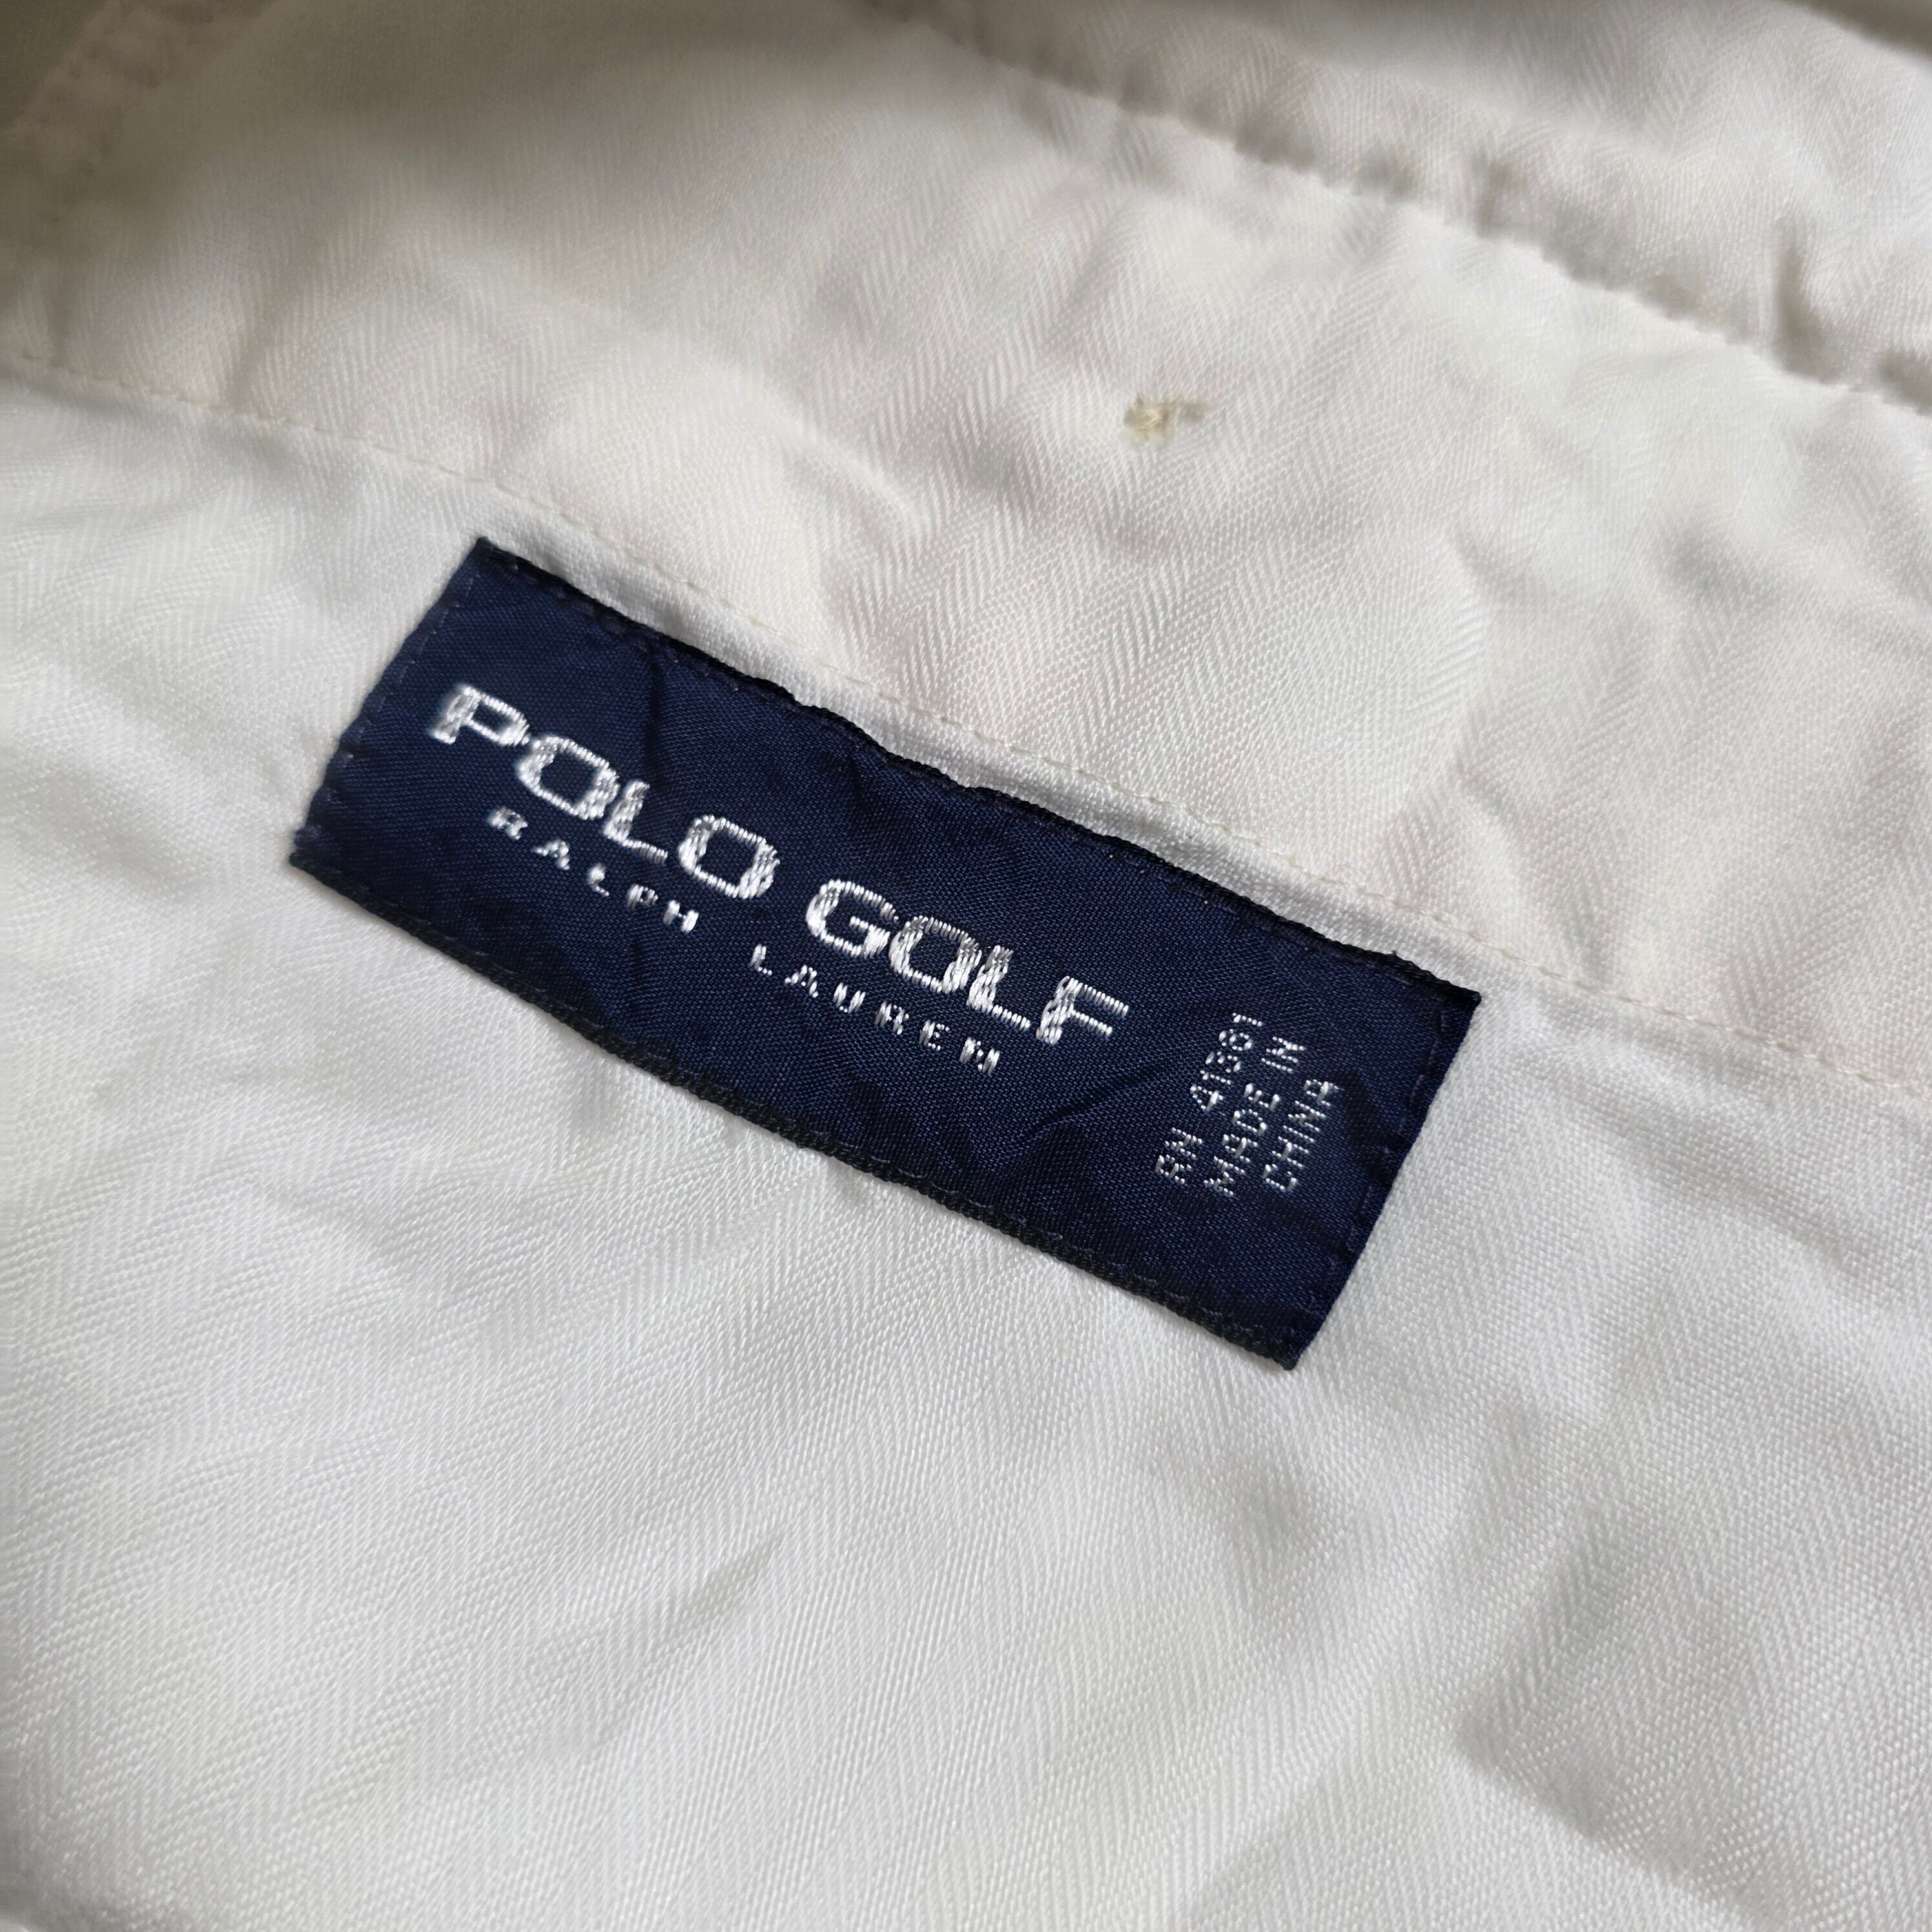 POLO GOLF
RALPH LAUREN
RN 41381
MADE IN
CHINA